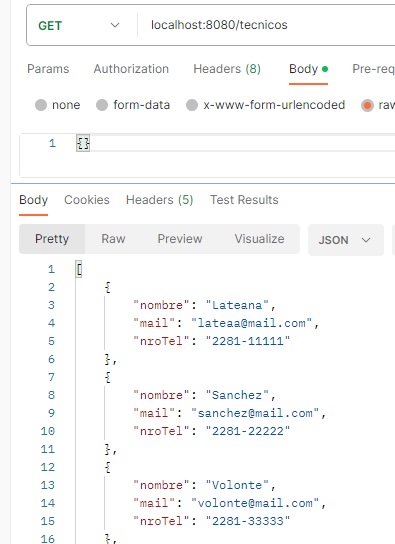 GET localhost:8080/tecnicos
Params Authorization Headers (8) Body Pre-req
none form-data x-www-form-urlencoded raw
1 {}
Body Cookies Headers (5) Test Results
Pretty Raw Preview Visualize JSON
1 [
2 {
3 "nombre": "Lateana",
4 "mail": "lateaa@mail.com",
5 "nroTel": "2281-11111"
6 },
7 {
8 "nombre": "Sanchez",
9 "mail": "sanchez@mail.com",
10 "nroTel": "2281-22222"
11 },
12 {
13 "nombre": "Volonte",
14 "mail": "volonte@mail.com",
15 "nroTel": "2281-33333"
16 },